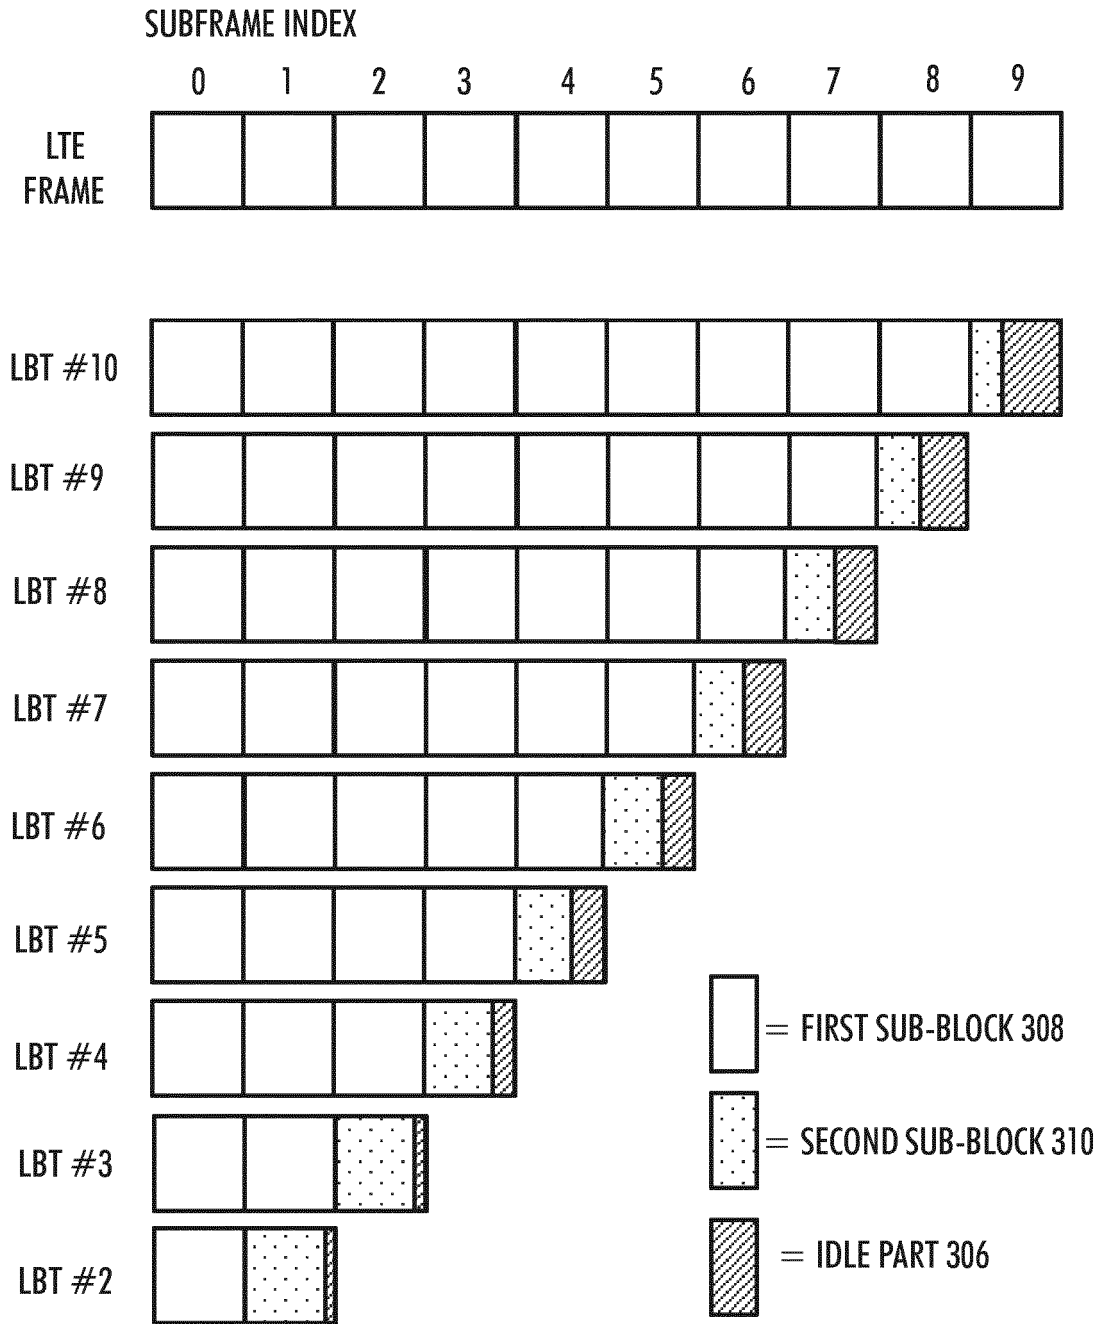 SUBFRAME INDEX
0 1 2 3 4 5 6 7 8 9
LTE
FRAME
LBT #10
LBT #9
LBT #8
LBT #7
LBT #6
LBT #5
LBT #4
LBT #3
LBT #2
= FIRST SUB-BLOCK 308
= SECOND SUB-BLOCK 310
= IDLE PART 306